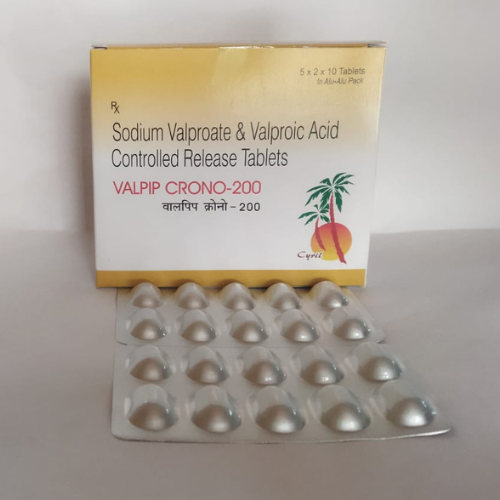 5 x 2 x 10 Tablets
In Alu-Alu Pack
Rx
Sodium Valproate & Valproic Acid
Controlled Release Tablets
VALPIP CRONO-200
वालपिप क्रोनो - 200
Cyril